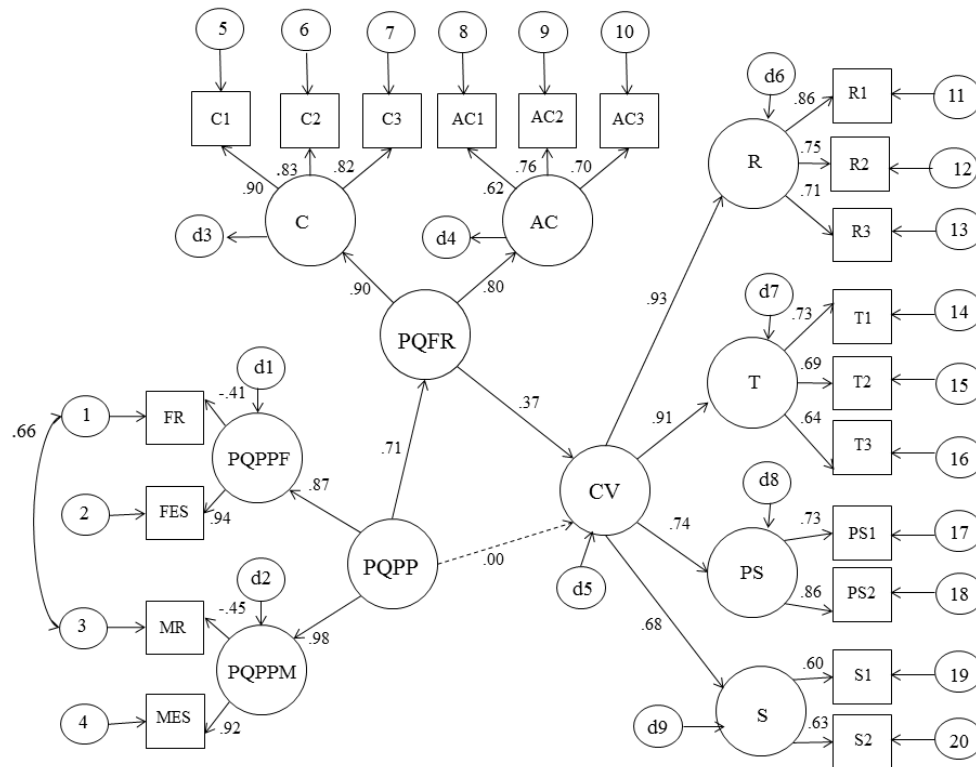 5 6 7 8 9 10
C1 C2 C3 AC1 AC2 AC3
.90 .83 .82 .62 .76 .70
d3 C d4 AC
.90 .80
PQFR
.71 .37
d1
1 FR -.41
.66 PQPPF
2 FES .94 .87
PQPP .00
d2
3 MR -.45
PQPPM .98
4 MES .92
CV
d5
.93 .91 .74 .68
d6
R .86 R1 11
.75 R2 12
.71 R3 13
d7
T .73 T1 14
.69 T2 15
.64 T3 16
d8
PS .73 PS1 17
.86 PS2 18
d9 S .60 S1 19
.63 S2 20